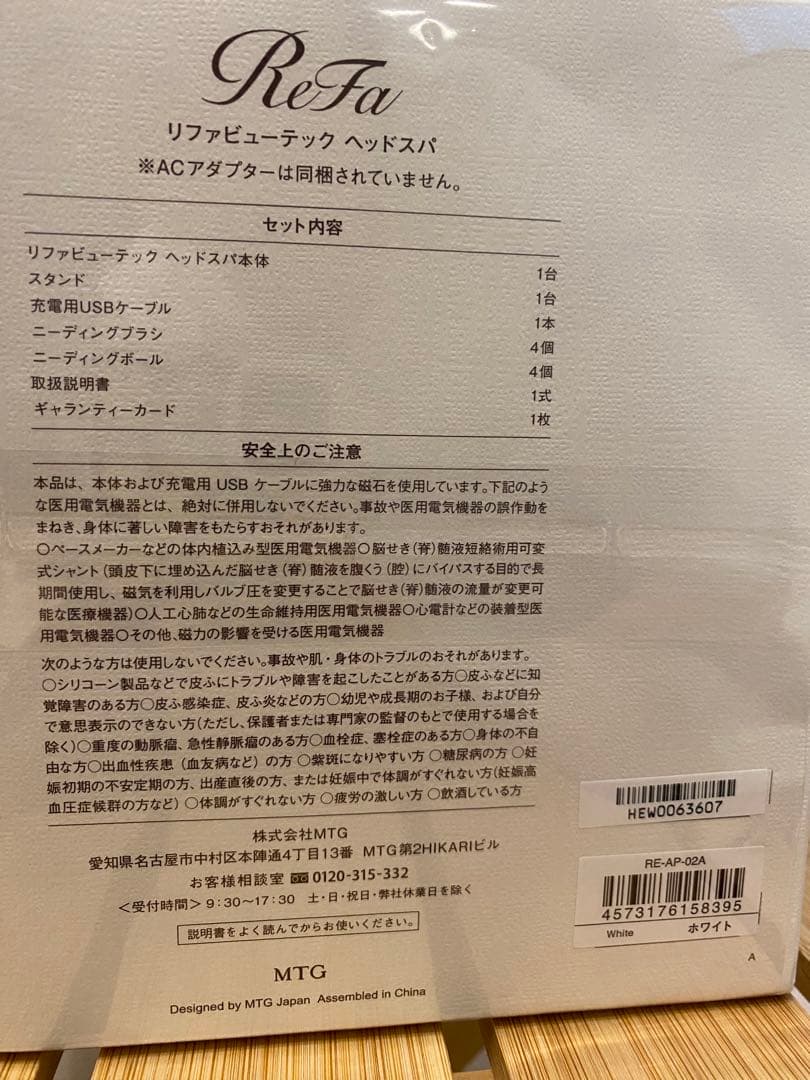 ReFa
リファビューテック ヘッドスパ
※ACアダプターは同梱されていません。
セット内容
リファビューテック ヘッドスパ本体 1台
スタンド 1台
充電用USBケーブル 1本
ニーディングブラシ 4個
ニーディングボール 4個
取扱説明書 1式
ギャランティーカード 1枚
安全上のご注意
本品は、本体および充電用 USB ケーブルに強力な磁石を使用しています。下記のよう
な医用電気機器とは、絶対に併用しないでください。事故や医用電気機器の誤作動を
まねき、身体に著しい障害をもたらすおそれがあります。
○ペースメーカーなどの体内植込み型医用電気機器○脳せき(脊)髄液短絡術用可変
式シャント(頭皮下に埋め込んだ脳せき(脊)髄液を腹くう(腔)にバイパスする目的で長
期間使用し、磁気を利用しバルブ圧を変更することで脳せき(脊)髄液の流量が変更可
能な医療機器)○人工心肺などの生命維持用医用電気機器○心電計などの装着型医
用電気機器○その他、磁力の影響を受ける医用電気機器
次のような方は使用しないでください。事故や肌・身体のトラブルのおそれがあります。
○シリコーン製品などで皮ふにトラブルや障害を起こしたことがある方○皮ふなどに知
覚障害のある方○皮ふ感染症、皮ふ炎などの方○幼児や成長期のお子様、および自分
で意思表示のできない方(ただし、保護者または専門家の監督のもとで使用する場合を
除く)○重度の動脈瘤、急性静脈瘤のある方○血栓症、塞栓症のある方○身体の不自
由な方○出血性疾患(血友病など)の方○紫斑になりやすい方○糖尿病の方○妊
娠初期の不安定期の方、出産直後の方、または妊娠中で体調がすぐれない方(妊娠高
血圧症候群の方など)○体調がすぐれない方○疲労の激しい方○飲酒している方
株式会社MTG
愛知県名古屋市中村区本陣通4丁目13番 MTG第2HIKARIビル
お客様相談室 0120-315-332
<受付時間> 9:30~17:30 土・日・祝日・弊社休業日を除く
説明書をよく読んでからお使いください。
MTG
Designed by MTG Japan Assembled in China
HEW0063607
RE-AP-02A
4573176158395
White ホワイト
A